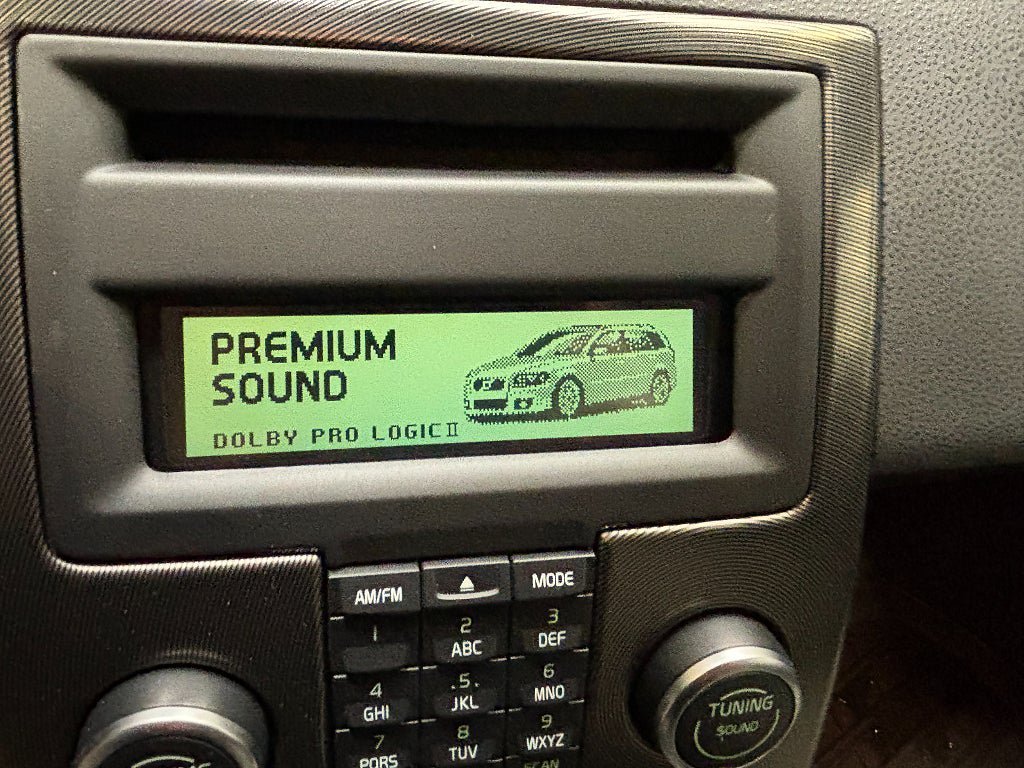 PREMIUM
SOUND
DOLBY PRO LOGIC II
AM/FM
MODE
1
2
ABC
3
DEF
4
GHI
.5.
JKL
6
MNO
7
PQRS
8
TUV
9
WXYZ
SCAN
TUNING
SOUND